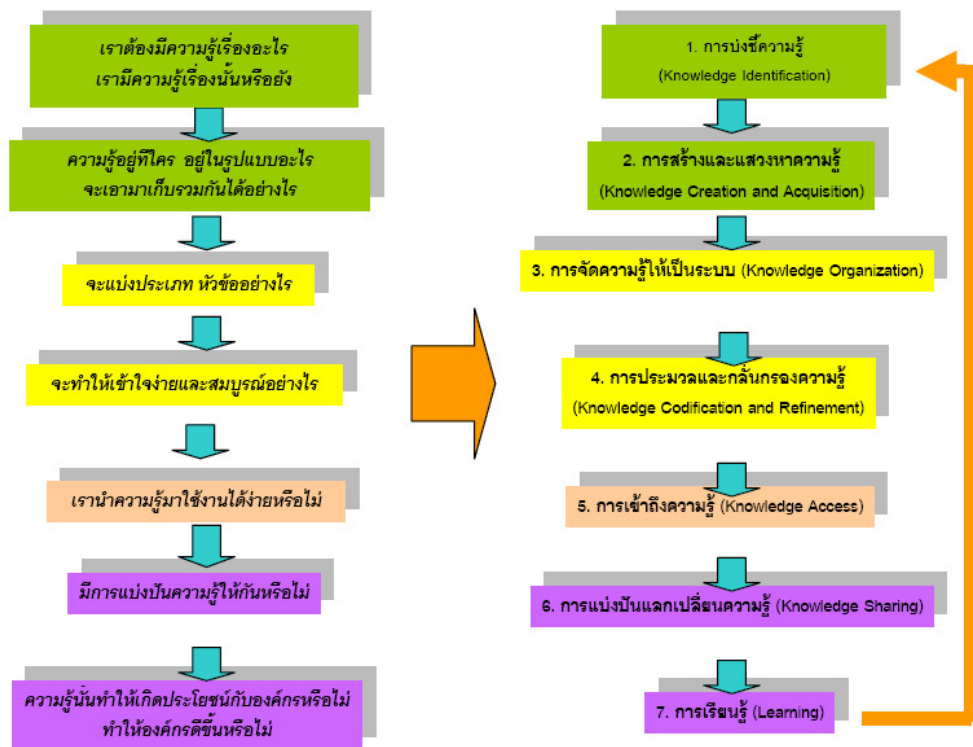 เราต้องมีความรู้เรื่องอะไร
เรามีความรู้เรื่องนั้นหรือยัง
ความรู้อยู่ที่ใคร อยู่ในรูปแบบอะไร
จะเอามาเก็บรวมกันได้อย่างไร
จะแบ่งประเภท หัวข้ออย่างไร
จะทำให้เข้าใจง่ายและสมบูรณ์อย่างไร
เรานำความรู้มาใช้งานได้ง่ายหรือไม่
มีการแบ่งปันความรู้ให้กันหรือไม่
ความรู้นั้นทำให้เกิดประโยชน์กับองค์กรหรือไม่
ทำให้องค์กรดีขึ้นหรือไม่
1. การบ่งชี้ความรู้
(Knowledge Identification)
2. การสร้างและแสวงหาความรู้
(Knowledge Creation and Acquisition)
3. การจัดความรู้ให้เป็นระบบ (Knowledge Organization)
4. การประมวลและกลั่นกรองความรู้
(Knowledge Codification and Refinement)
5. การเข้าถึงความรู้ (Knowledge Access)
6. การแบ่งปันแลกเปลี่ยนความรู้ (Knowledge Sharing)
7. การเรียนรู้ (Learning)